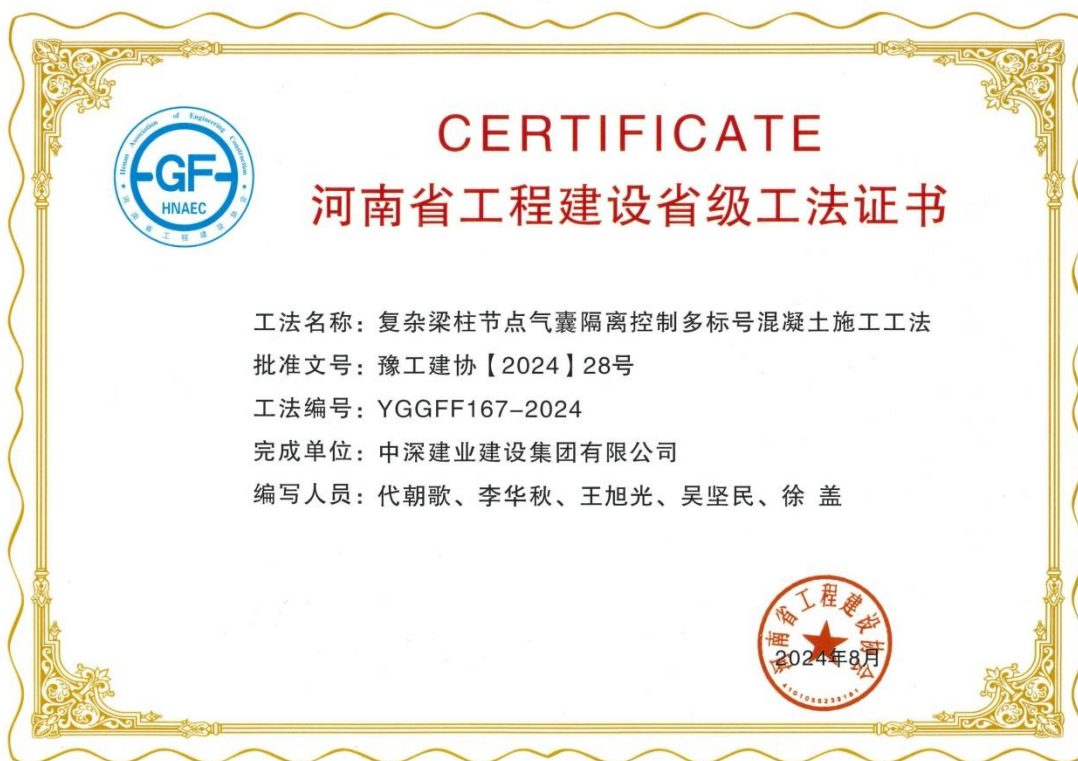 Henan Association of Engineering Construction
GF
HNAEC
河南省工程建设协会
CERTIFICATE
河南省工程建设省级工法证书
工法名称：复杂梁柱节点气囊隔离控制多标号混凝土施工工法
批准文号：豫工建协【2024】28号
工法编号：YGGFF167-2024
完成单位：中深建业建设集团有限公司
编写人员：代朝歌、李华秋、王旭光、吴坚民、徐 盖
河南省工程建设协会
2024年8月